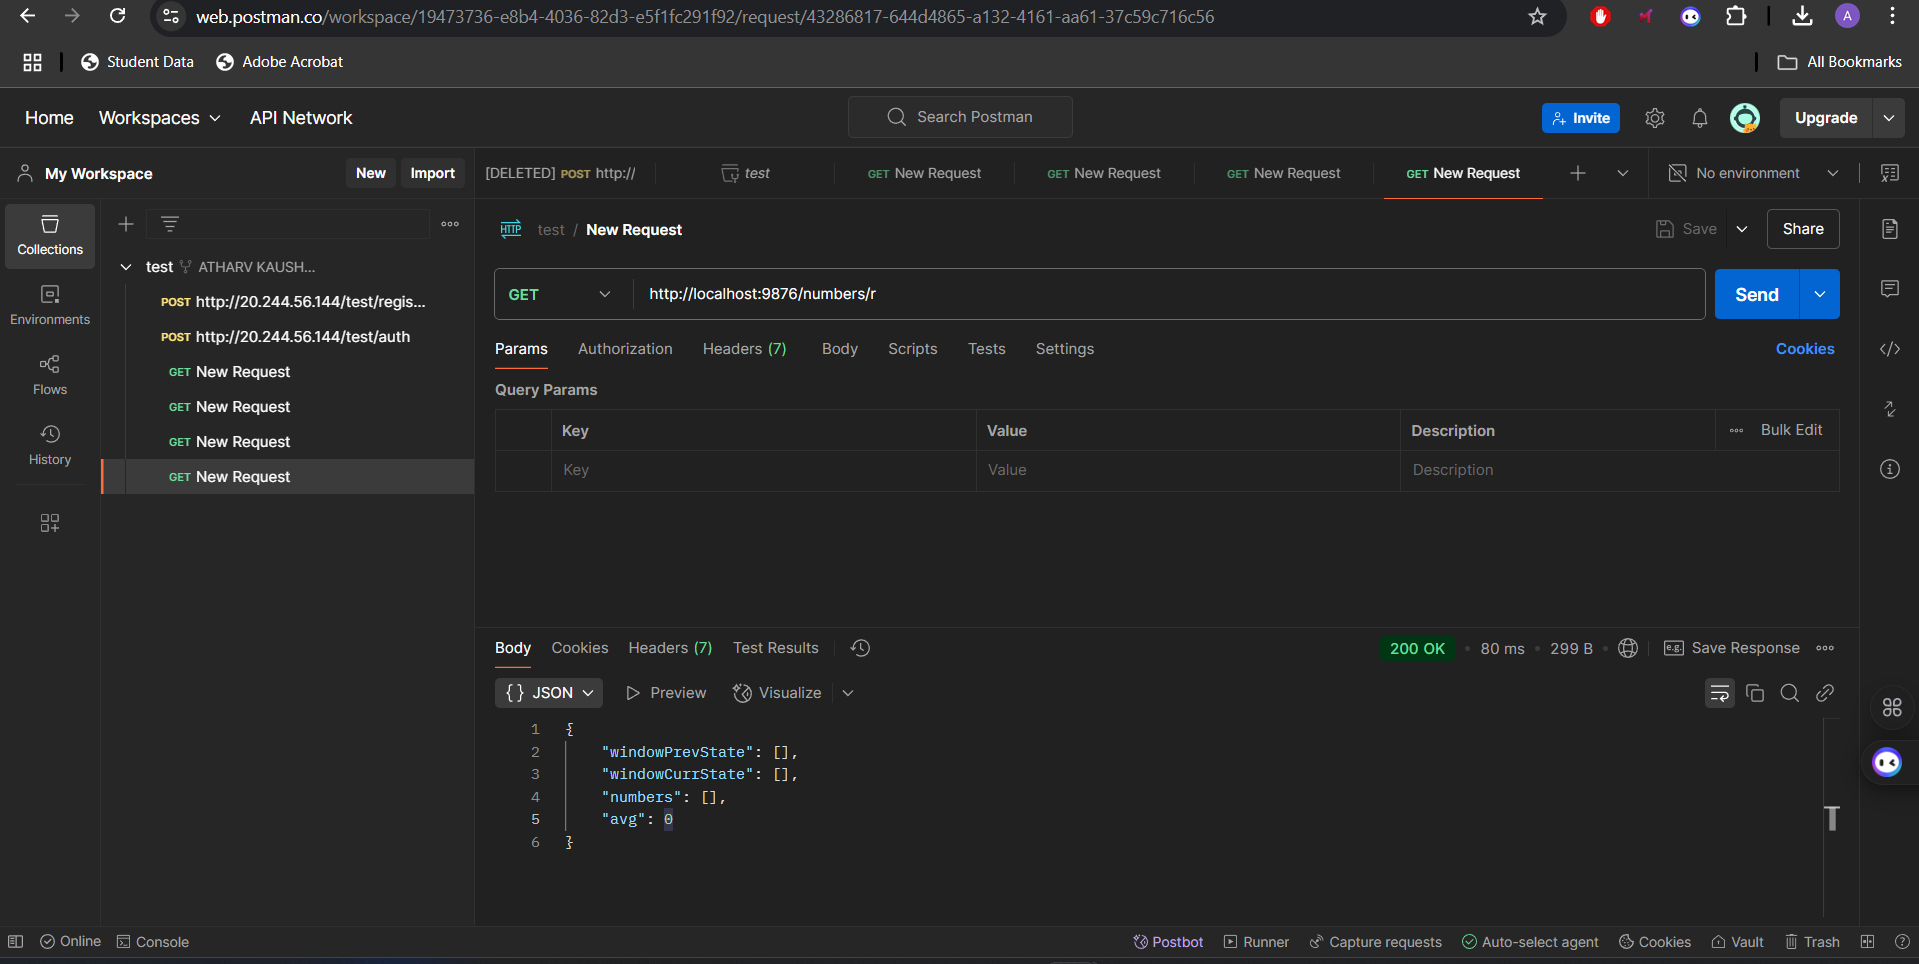 web.postman.co/workspace/19473736-e8b4-4036-82d3-e5f1fc291f92/request/43286817-644d4865-a132-4161-aa61-37c59c716c56
A
Student Data
Adobe Acrobat
All Bookmarks
Home
Workspaces
API Network
Search Postman
Invite
Upgrade
My Workspace
New
Import
[DELETED] POST http://
test
GET New Request
GET New Request
GET New Request
GET New Request
No environment
Collections
Environments
Flows
History
test ATHARV KAUSH...
POST http://20.244.56.144/test/regis...
POST http://20.244.56.144/test/auth
GET New Request
GET New Request
GET New Request
GET New Request
HTTP test / New Request
Save
Share
GET
http://localhost:9876/numbers/r
Send
Params
Authorization
Headers (7)
Body
Scripts
Tests
Settings
Cookies
Query Params
Key
Value
Description
Bulk Edit
Key
Value
Description
Body
Cookies
Headers (7)
Test Results
200 OK
80 ms
299 B
e.g. Save Response
{} JSON
Preview
Visualize
1 {
2 "windowPrevState": [],
3 "windowCurrState": [],
4 "numbers": [],
5 "avg": 0
6 }
T
Online
Console
Postbot
Runner
Capture requests
Auto-select agent
Cookies
Vault
Trash